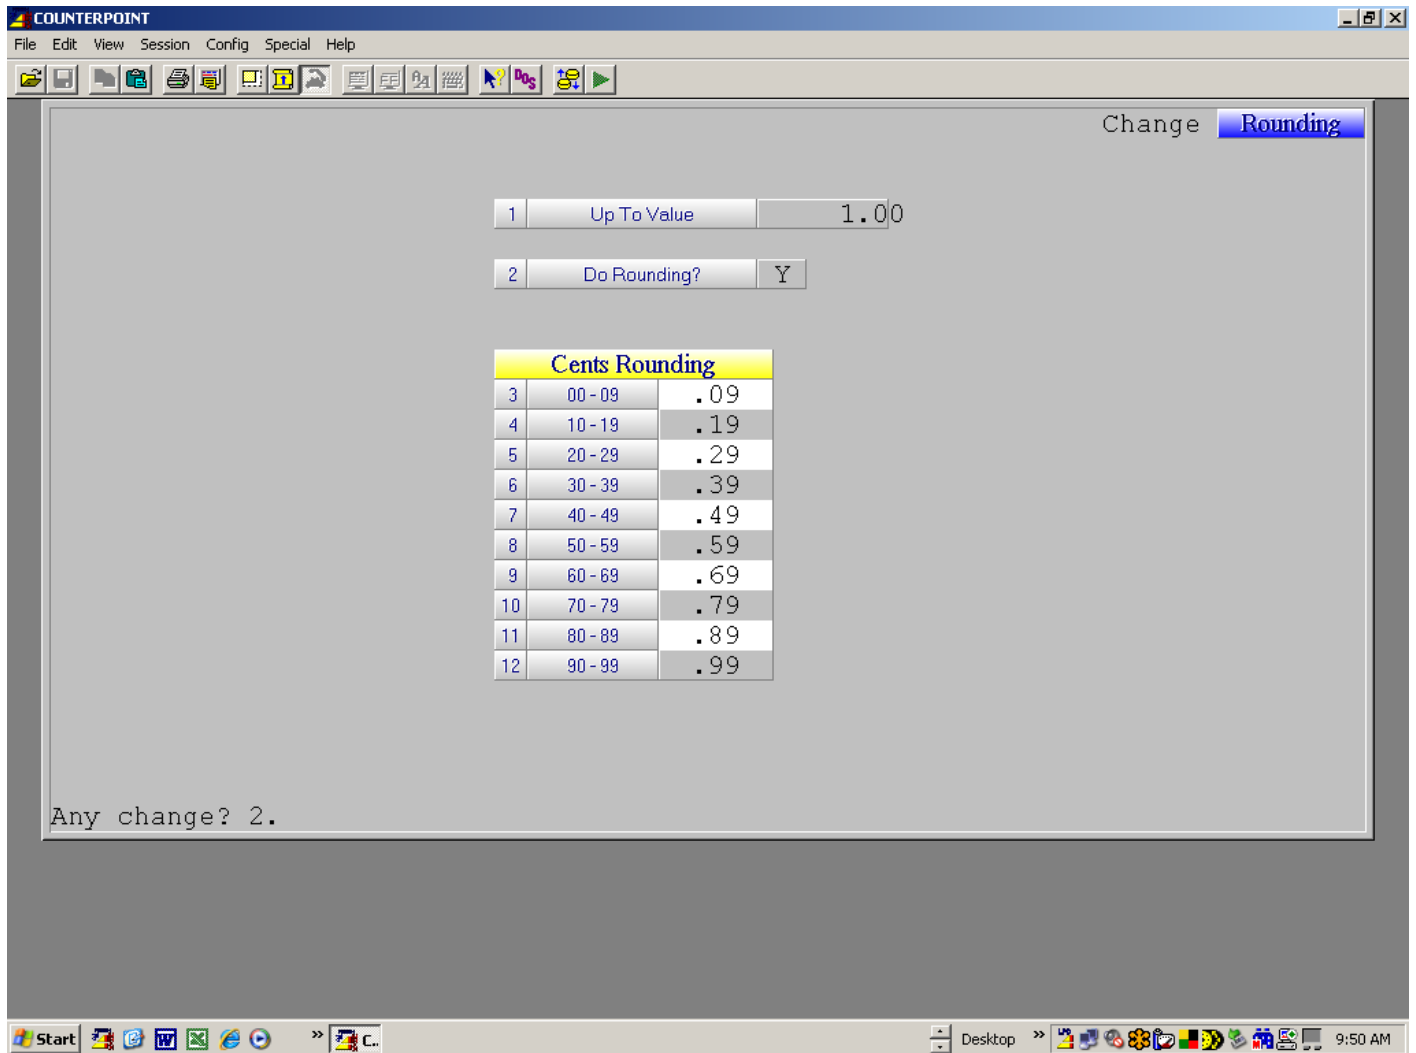 COUNTERPOINT
File Edit View Session Config Special Help
DOS
Change Rounding
1 Up To Value 1.00
2 Do Rounding? Y
Cents Rounding
3 00 - 09 .09
4 10 - 19 .19
5 20 - 29 .29
6 30 - 39 .39
7 40 - 49 .49
8 50 - 59 .59
9 60 - 69 .69
10 70 - 79 .79
11 80 - 89 .89
12 90 - 99 .99
Any change? 2.
Start » C.. Desktop » 9:50 AM